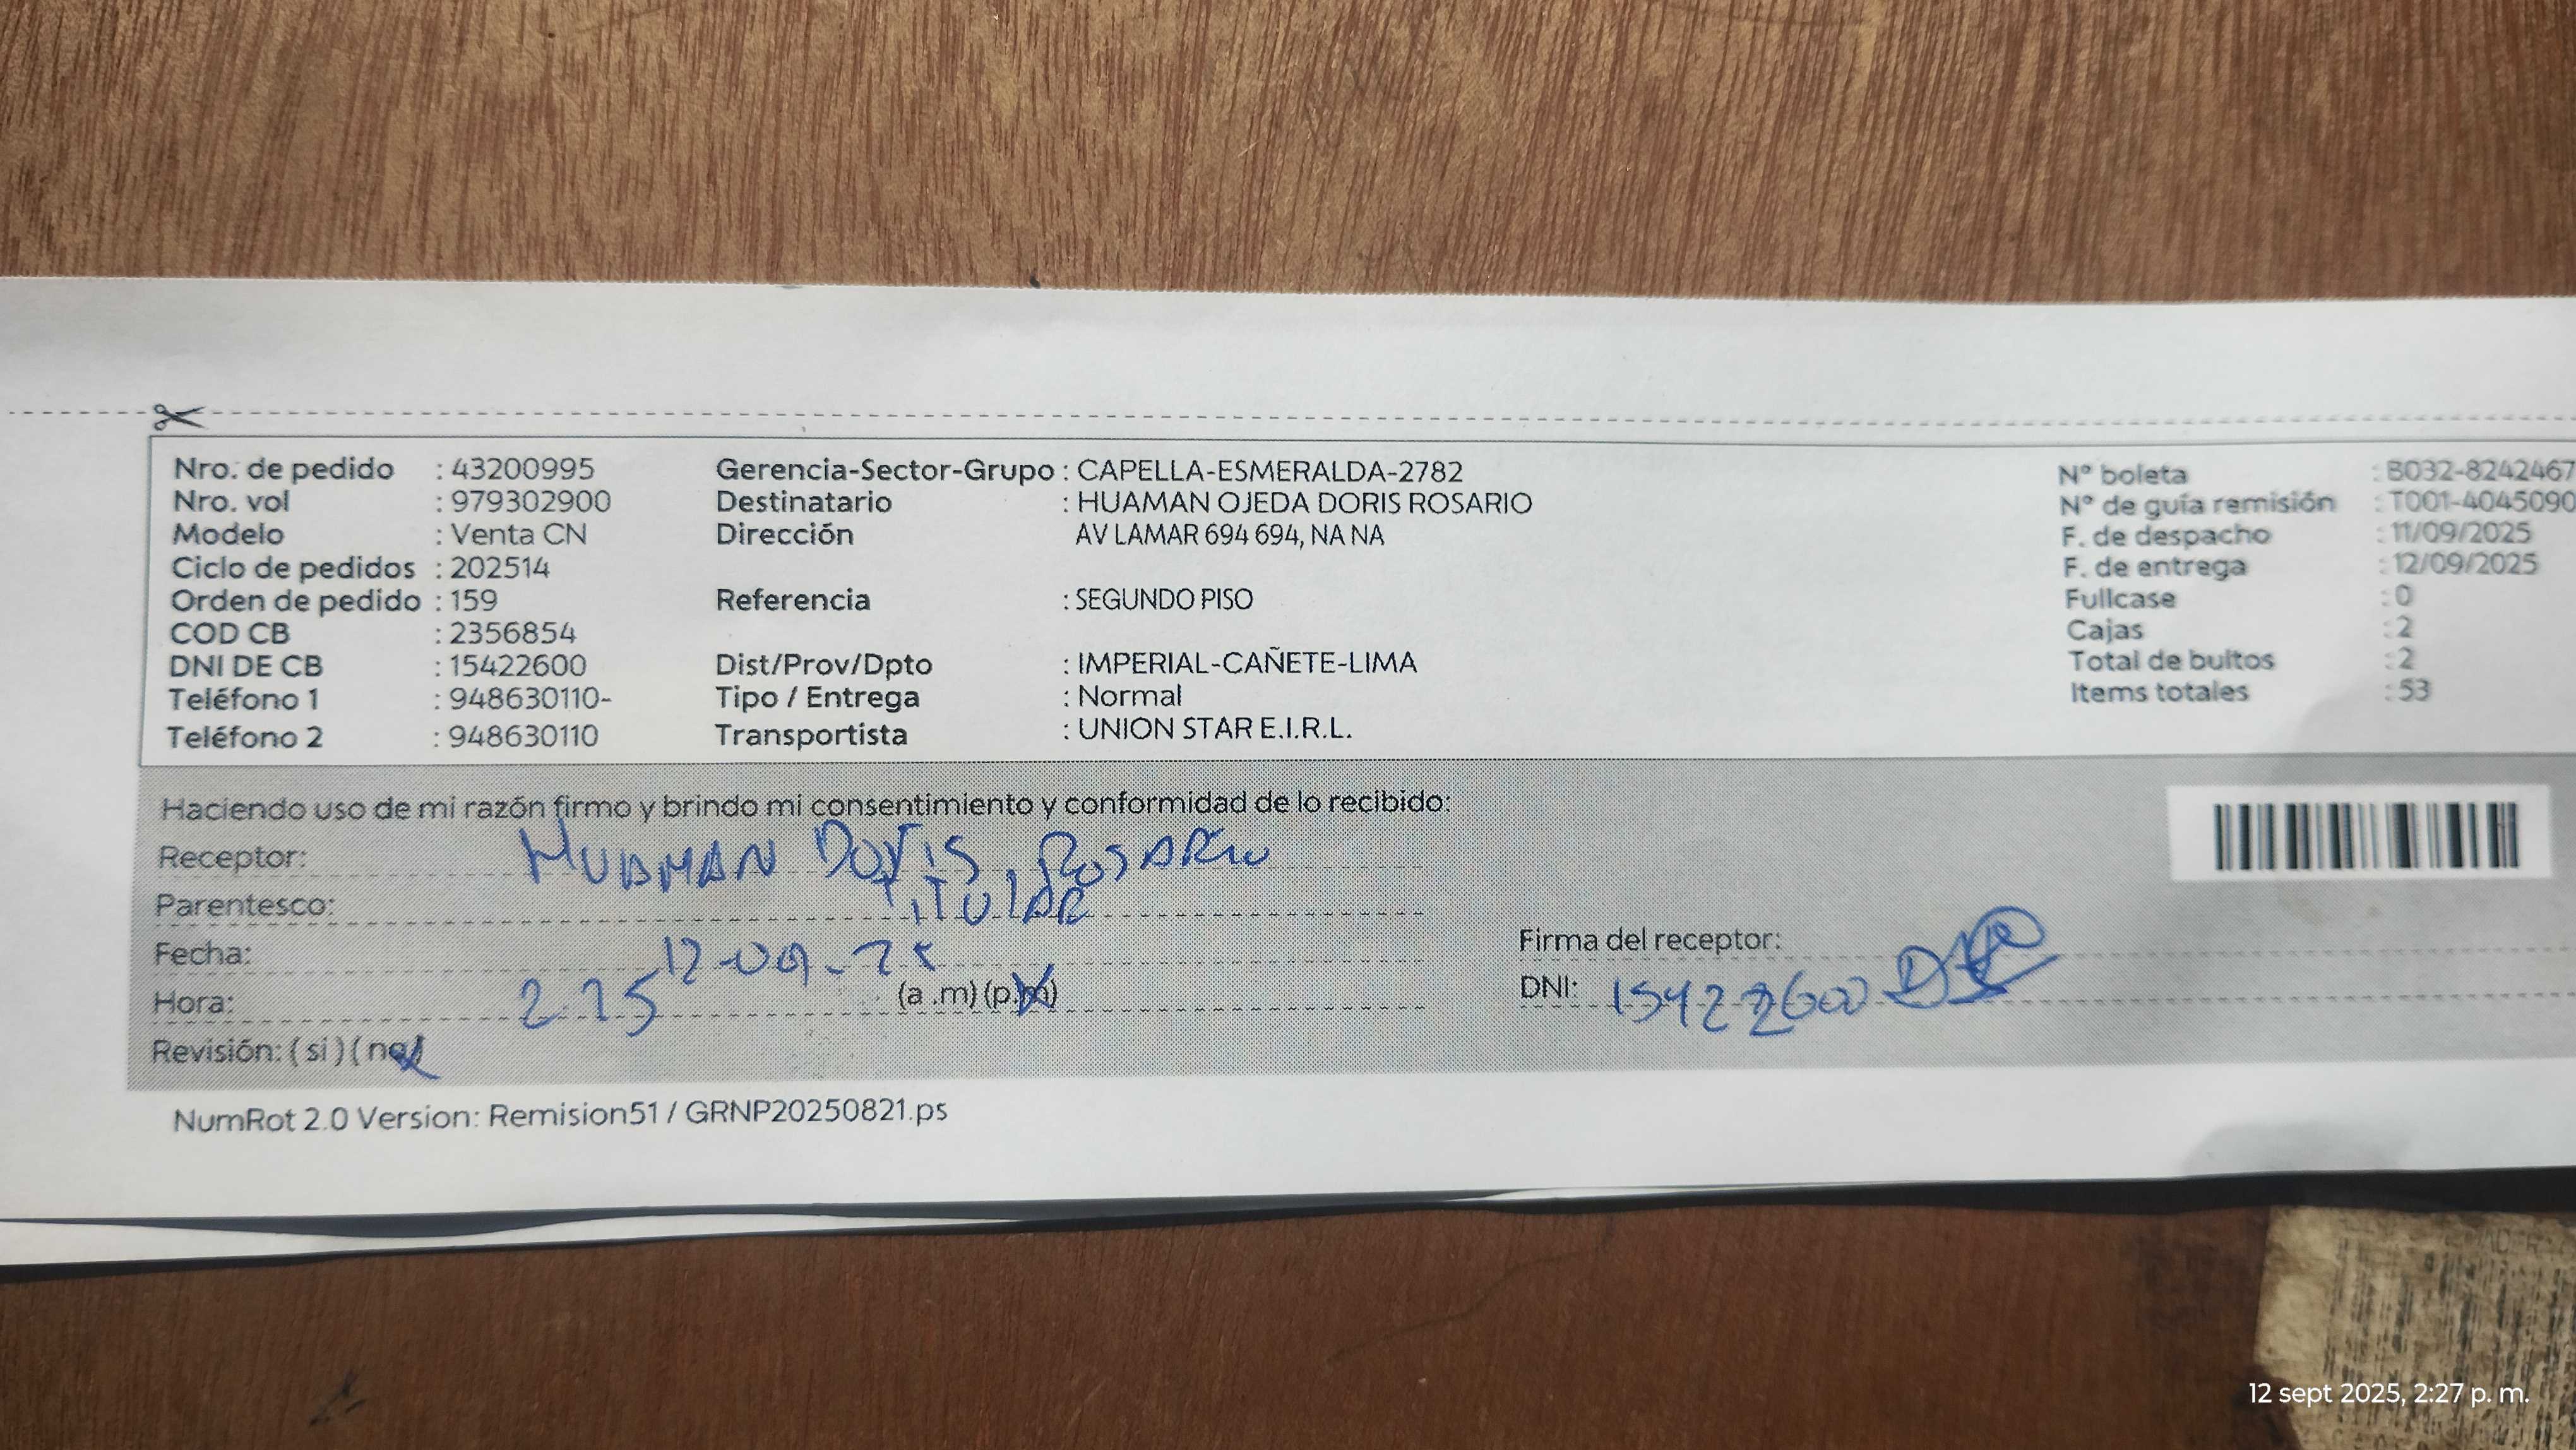 Nro. de pedido : 43200995 Gerencia-Sector-Grupo : CAPELLA-ESMERALDA-2782 N° boleta : B032-8242467
Nro. vol : 979302900 Destinatario : HUAMAN OJEDA DORIS ROSARIO N° de guía remisión : T001-4045090
Modelo : Venta CN Dirección AV LAMAR 694 694, NA NA F. de despacho : 11/09/2025
Ciclo de pedidos : 202514 F. de entrega : 12/09/2025
Orden de pedido : 159 Referencia : SEGUNDO PISO Fullcase : 0
COD CB : 2356854 Cajas : 2
DNI DE CB : 15422600 Dist/Prov/Dpto : IMPERIAL-CAÑETE-LIMA Total de bultos : 2
Teléfono 1 : 948630110- Tipo / Entrega : Normal Items totales : 53
Teléfono 2 : 948630110 Transportista : UNION STAR E.I.R.L.
Haciendo uso de mi razón firmo y brindo mi consentimiento y conformidad de lo recibido:
Receptor: HUAMAN DORIS ROSARIO
Parentesco: TITULAR
Fecha: 12-09-25 Firma del receptor:
Hora: 2:25 (a .m) (p.m) DNI: 15422600
Revisión: ( si ) ( no )
NumRot 2.0 Version: Remision51 / GRNP20250821.ps
12 sept 2025, 2:27 p. m.